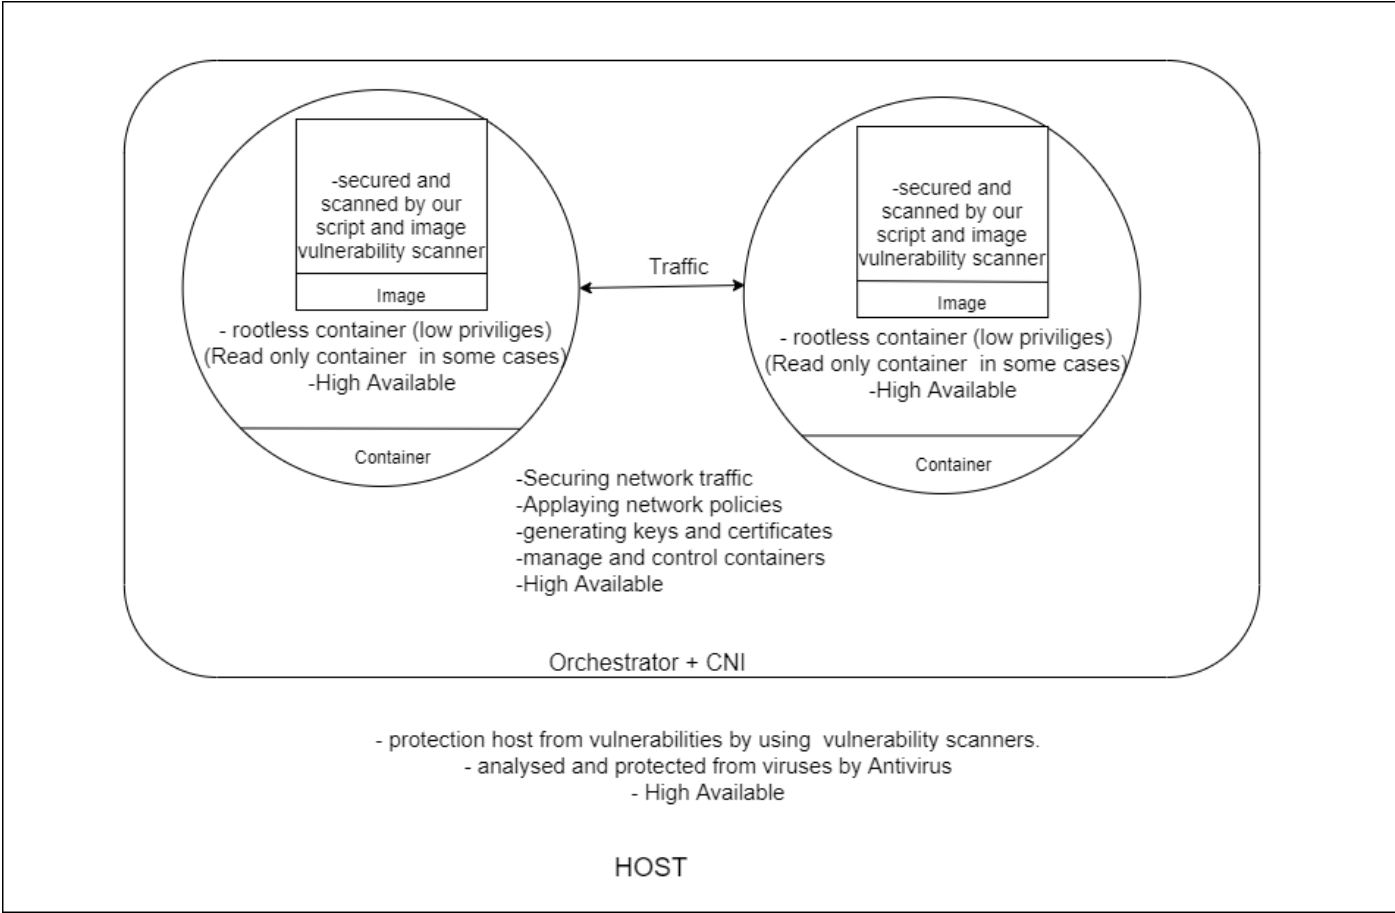 -secured and
scanned by our
script and image
vulnerability scanner
Image
- rootless container (low priviliges)
(Read only container in some cases)
-High Available
Container
Traffic
-secured and
scanned by our
script and image
vulnerability scanner
Image
- rootless container (low priviliges)
(Read only container in some cases)
-High Available
Container
-Securing network traffic
-Applaying network policies
-generating keys and certificates
-manage and control containers
-High Available
Orchestrator + CNI
- protection host from vulnerabilities by using vulnerability scanners.
- analysed and protected from viruses by Antivirus
- High Available
HOST